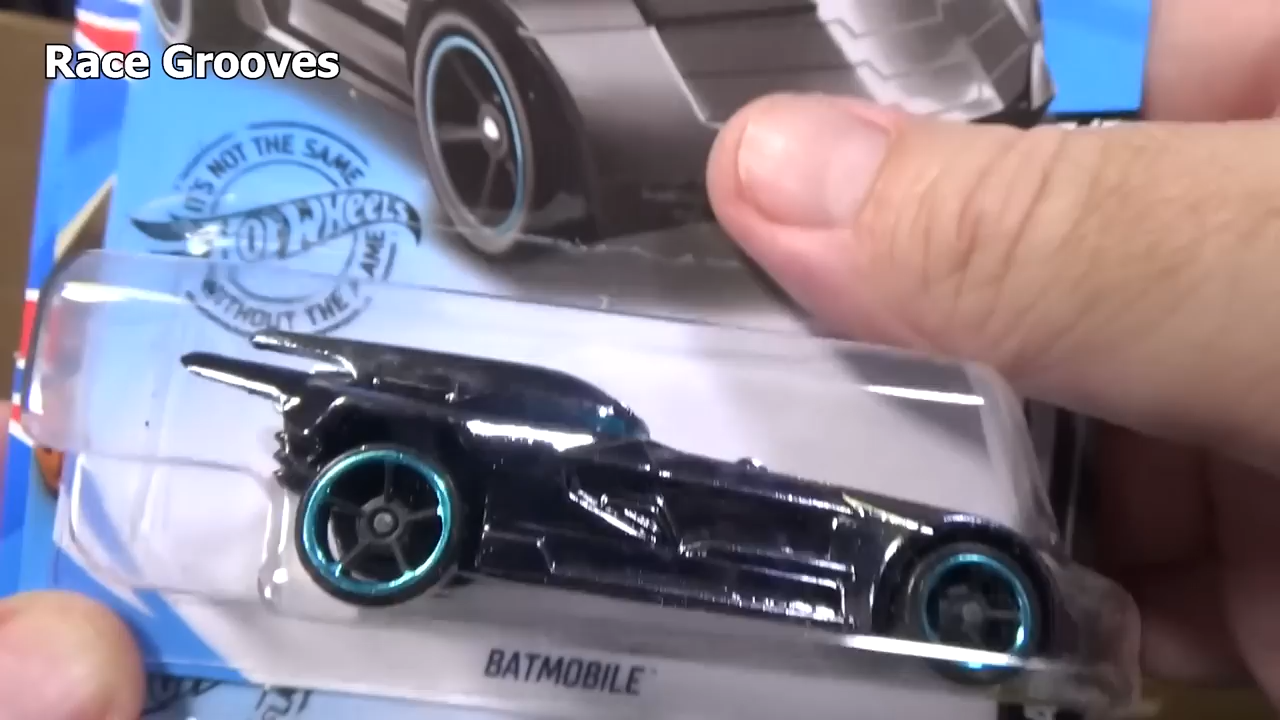 Race Grooves
IT'S NOT THE SAME
Hot Wheels
WITHOUT THE FLAME
BATMOBILE